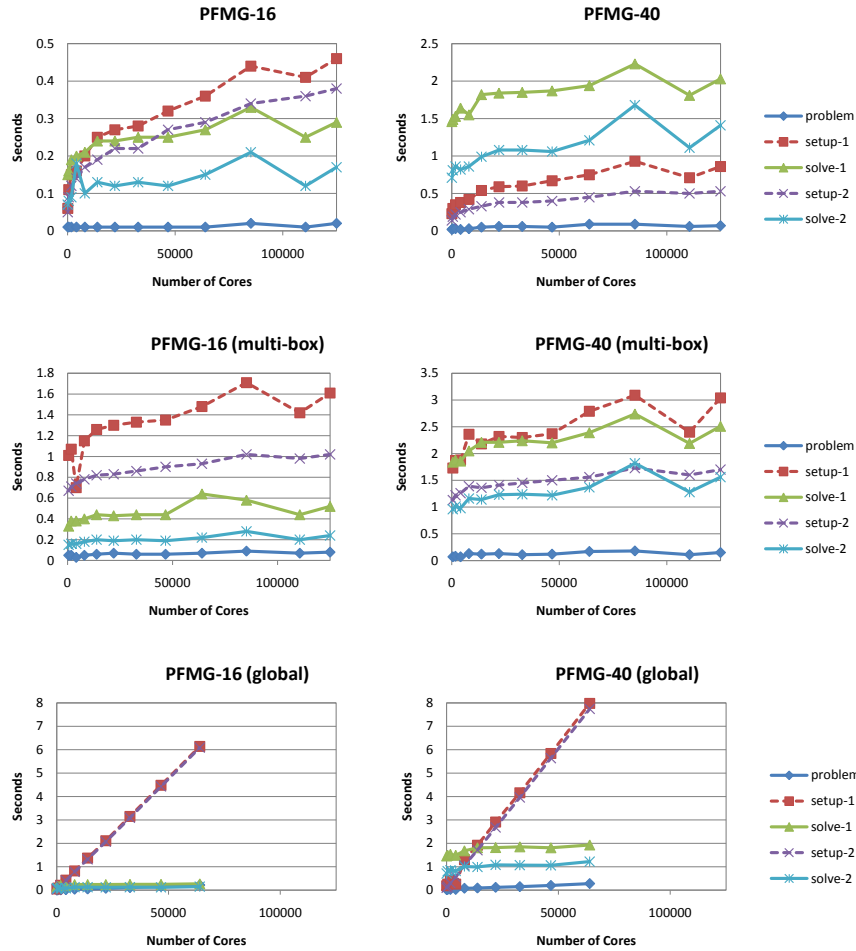 PFMG-16
0.5
0.4
0.3
0.2
0.1
0
Seconds
0
50000
100000
Number of Cores
PFMG-40
2.5
2
1.5
1
0.5
0
Seconds
0
50000
100000
Number of Cores
problem
setup-1
solve-1
setup-2
solve-2
PFMG-16 (multi-box)
1.8
1.6
1.4
1.2
1
0.8
0.6
0.4
0.2
0
Seconds
0
50000
100000
Number of Cores
PFMG-40 (multi-box)
3.5
3
2.5
2
1.5
1
0.5
0
Seconds
0
50000
100000
Number of Cores
problem
setup-1
solve-1
setup-2
solve-2
PFMG-16 (global)
8
7
6
5
4
3
2
1
0
Seconds
0
50000
100000
Number of Cores
PFMG-40 (global)
8
7
6
5
4
3
2
1
0
Seconds
0
50000
100000
Number of Cores
problem
setup-1
solve-1
setup-2
solve-2